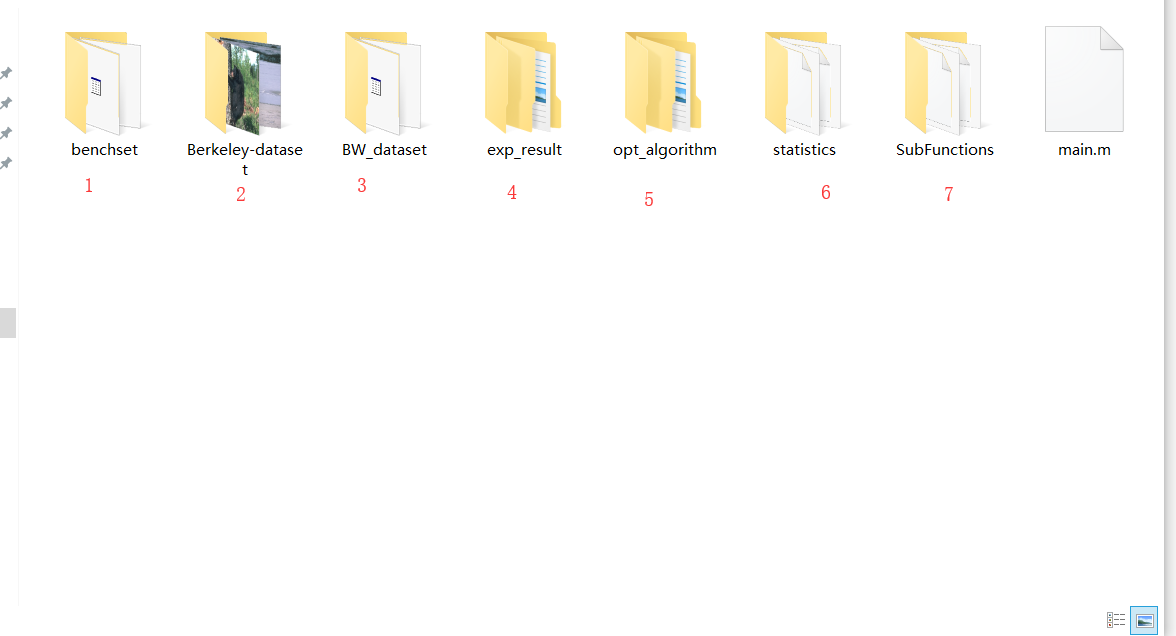 benchset
Berkeley-datase
t
BW_dataset
exp_result
opt_algorithm
statistics
SubFunctions
main.m
1
2
3
4
5
6
7